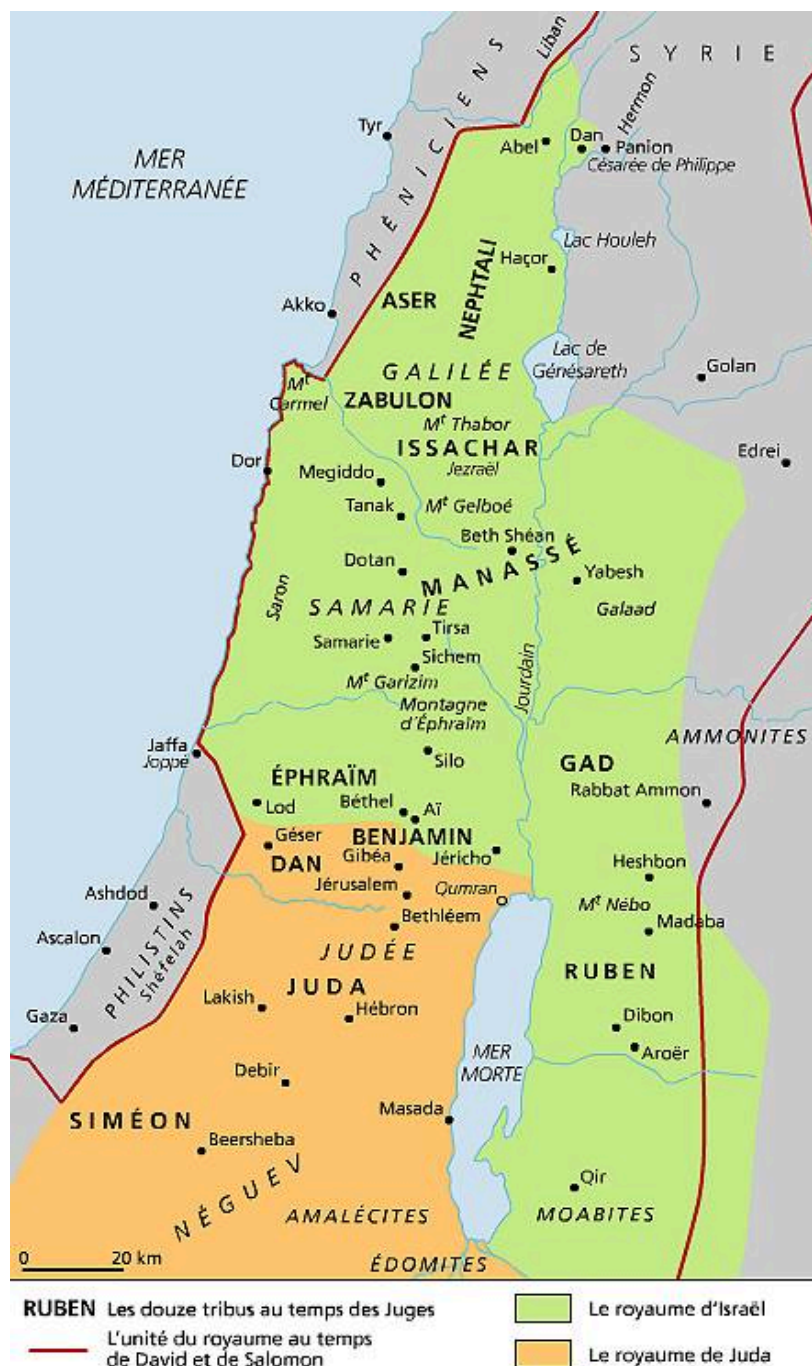 SYRIE
Liban
Hermon
PHÉNICIENS
Tyr
Abel
Dan
Panion
Césarée de Philippe
MER
MÉDITERRANÉE
Lac Houleh
Haçor
NEPHTALI
ASER
Akko
Lac de
Génésareth
Golan
GALILÉE
Mt
Carmel
ZABULON
Mt Thabor
ISSACHAR
Jezraël
Edrei
Dor
Megiddo
Tanak
Mt Gelboé
Beth Shéan
Dotan
MANASSÉ
Yabesh
Galaad
Saron
SAMARIE
Tirsa
Samarie
Sichem
Mt Garizim
Jourdain
Montagne
d'Éphraïm
Silo
Jaffa
Joppé
GAD
AMMONITES
Rabbat Ammon
ÉPHRAÏM
Lod
Béthel
Aï
BENJAMIN
Géser
DAN
Gibéa
Jéricho
Heshbon
Jérusalem
Qumran
Mt Nébo
Madaba
Ashdod
Bethléem
Ascalon
PHILISTINS
Shéfelah
JUDÉE
JUDA
RUBEN
Lakish
Hébron
Gaza
Dibon
Aroër
MER
MORTE
Debir
Masada
SIMÉON
Beersheba
NÉGUEV
Qir
AMALÉCITES
MOABITES
ÉDOMITES
0 20 km
RUBEN Les douze tribus au temps des Juges
L'unité du royaume au temps
de David et de Salomon
Le royaume d'Israël
Le royaume de Juda